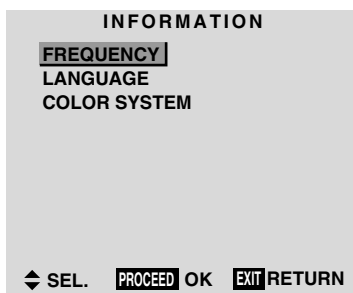 INFORMATION
FREQUENCY
LANGUAGE
COLOR SYSTEM
SEL. PROCEED OK EXIT RETURN